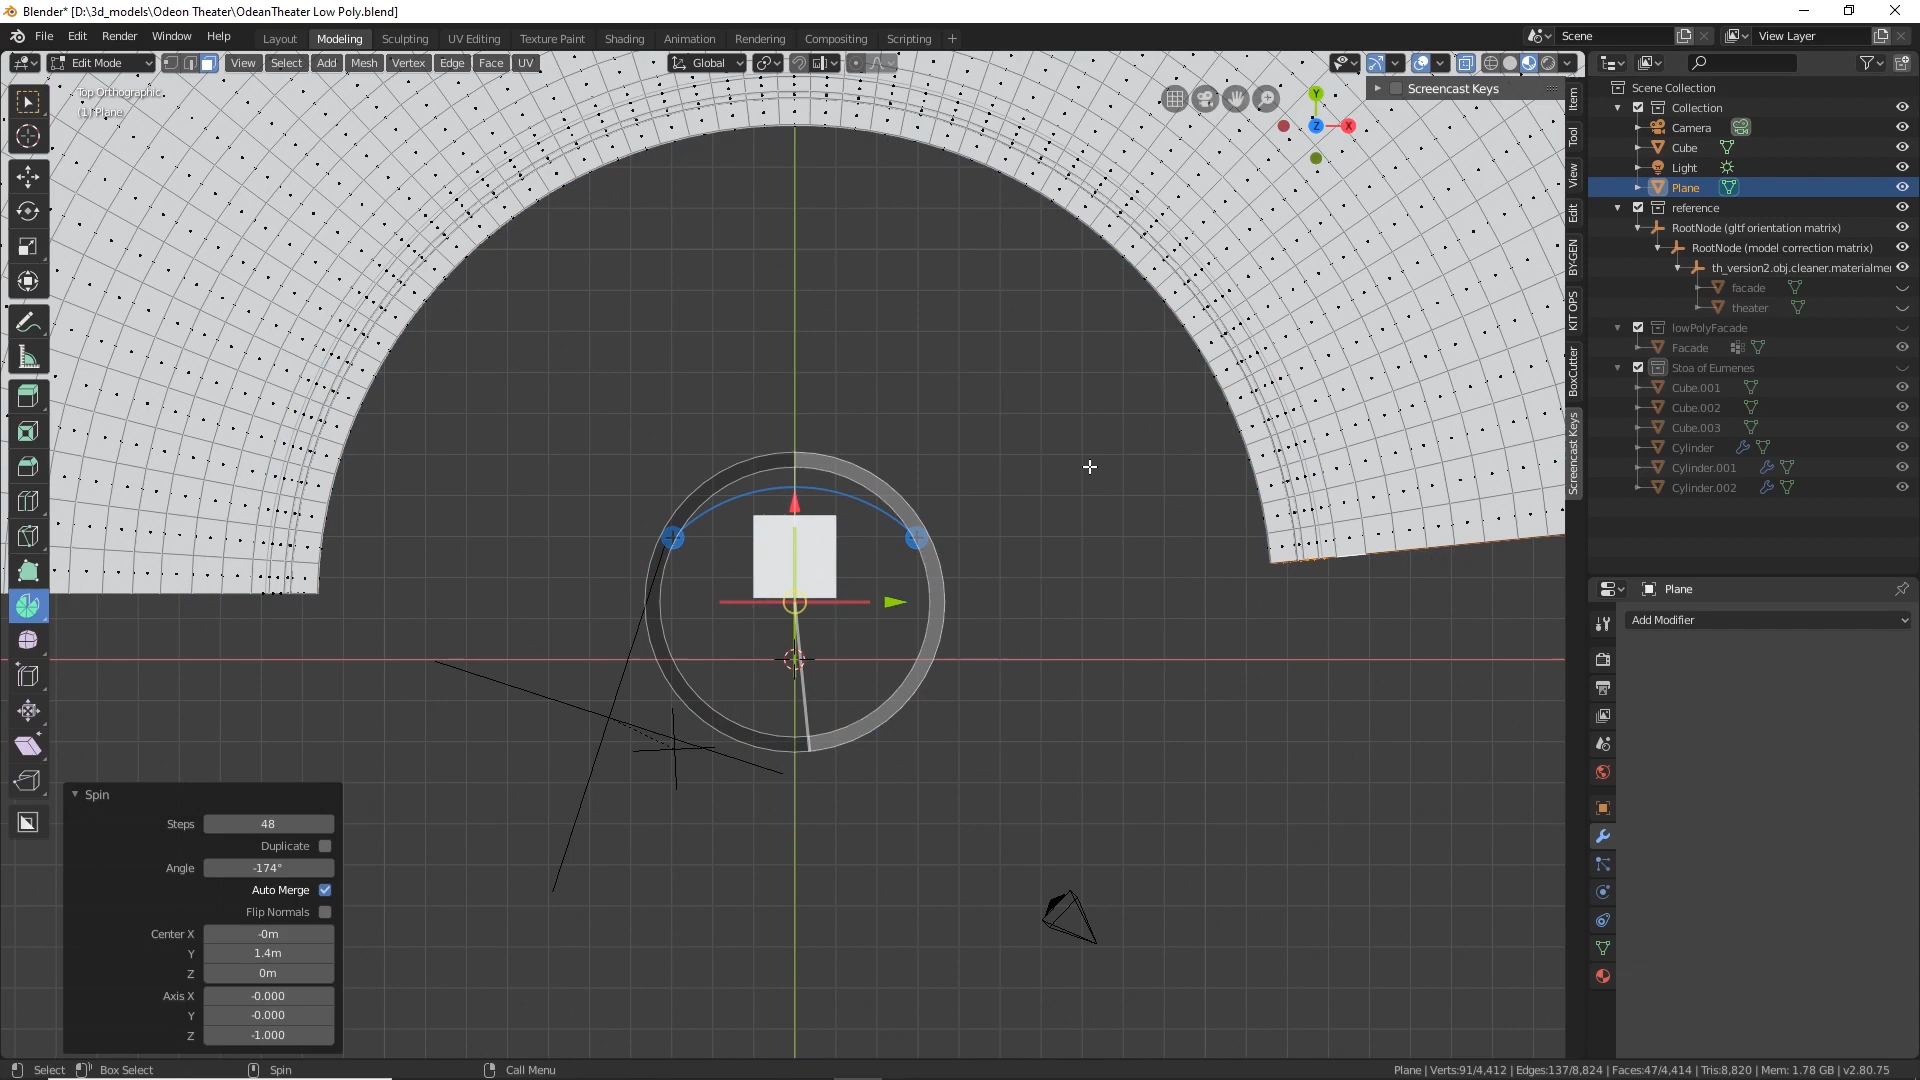 Blender* [D:\3d_models\Odeon Theater\OdeanTheater Low Poly.blend]
File Edit Render Window Help
Layout Modeling Sculpting UV Editing Texture Paint Shading Animation Rendering Compositing Scripting +
Scene
View Layer
Edit Mode
View Select Add Mesh Vertex Edge Face UV
Global
Top Orthographic
(1) Plane
Screencast Keys
Y
Z
X
Item
Tool
View
Edit
BY-GEN
KIT OPS
BoxCutter
Screencast Keys
Scene Collection
Collection
Camera
Cube
Light
Plane
reference
RootNode (gltf orientation matrix)
RootNode (model correction matrix)
th_version2.obj.cleaner.materialme
facade
theater
lowPolyFacade
Facade
Stoa of Eumenes
Cube.001
Cube.002
Cube.003
Cylinder
Cylinder.001
Cylinder.002
Plane
Add Modifier
Spin
Steps 48
Duplicate
Angle -174°
Auto Merge
Flip Normals
Center X -0m
Y 1.4m
Z 0m
Axis X -0.000
Y -0.000
Z -1.000
Select Box Select Spin Call Menu
Plane | Verts:91/4,412 | Edges:137/8,824 | Faces:47/4,414 | Tris:8,820 | Mem: 1.78 GB | v2.80.75